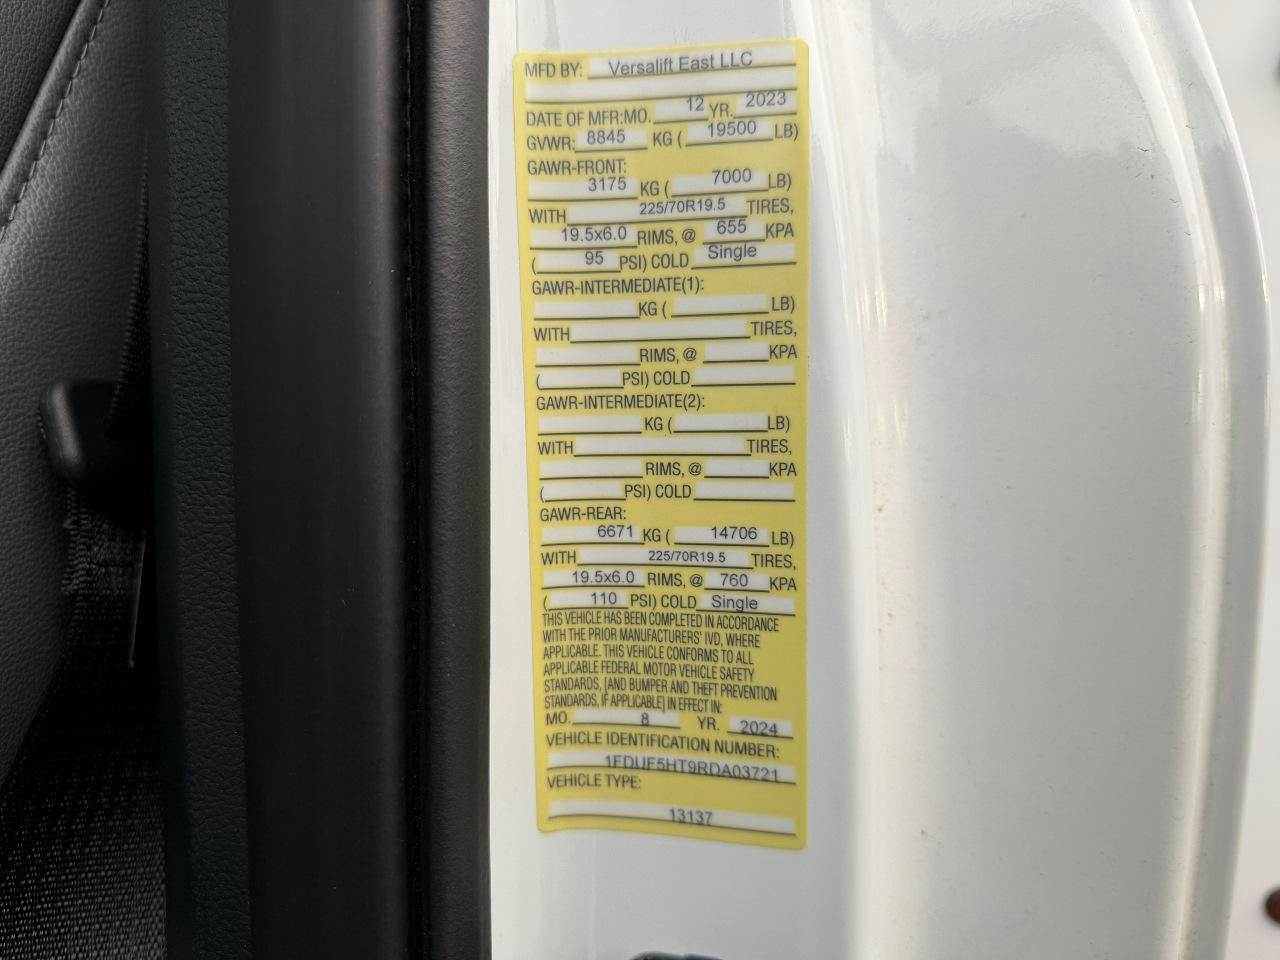 MFD BY: Versalift East LLC
DATE OF MFR:MO. 12 YR. 2023
GVWR: 8845 KG ( 19500 LB)
GAWR-FRONT:
3175 KG ( 7000 LB)
WITH 225/70R19.5 TIRES,
19.5x6.0 RIMS, @ 655 KPA
( 95 PSI) COLD Single
GAWR-INTERMEDIATE(1):
KG ( LB)
WITH TIRES,
RIMS, @ KPA
( PSI) COLD
GAWR-INTERMEDIATE(2):
KG ( LB)
WITH TIRES,
RIMS, @ KPA
( PSI) COLD
GAWR-REAR:
6671 KG ( 14706 LB)
WITH 225/70R19.5 TIRES,
19.5x6.0 RIMS, @ 760 KPA
( 110 PSI) COLD Single
THIS VEHICLE HAS BEEN COMPLETED IN ACCORDANCE
WITH THE PRIOR MANUFACTURERS' IVD, WHERE
APPLICABLE. THIS VEHICLE CONFORMS TO ALL
APPLICABLE FEDERAL MOTOR VEHICLE SAFETY
STANDARDS, [AND BUMPER AND THEFT PREVENTION
STANDARDS, IF APPLICABLE] IN EFFECT IN:
MO. 8 YR. 2024
VEHICLE IDENTIFICATION NUMBER:
1FDUF5HT9RDA03721
VEHICLE TYPE:
13137